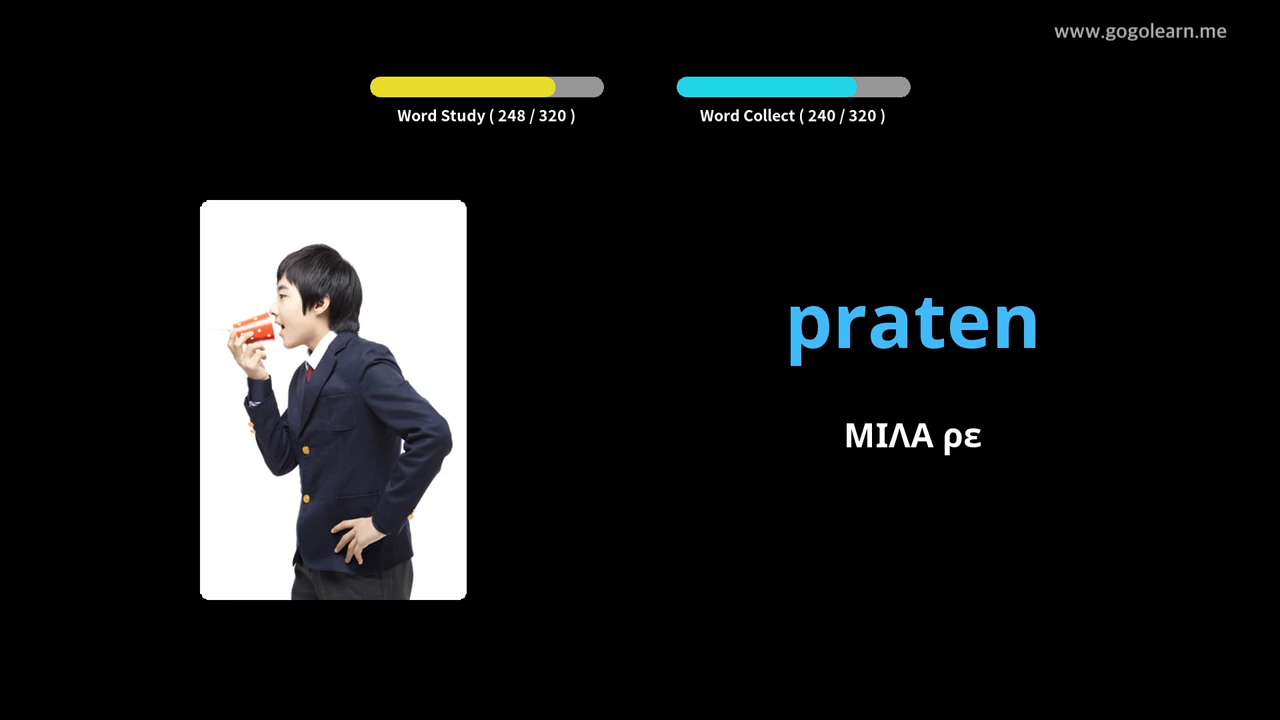 www.gogolearn.me
Word Study ( 248 / 320 )
Word Collect ( 240 / 320 )
praten
ΜΙΛΑ ρε